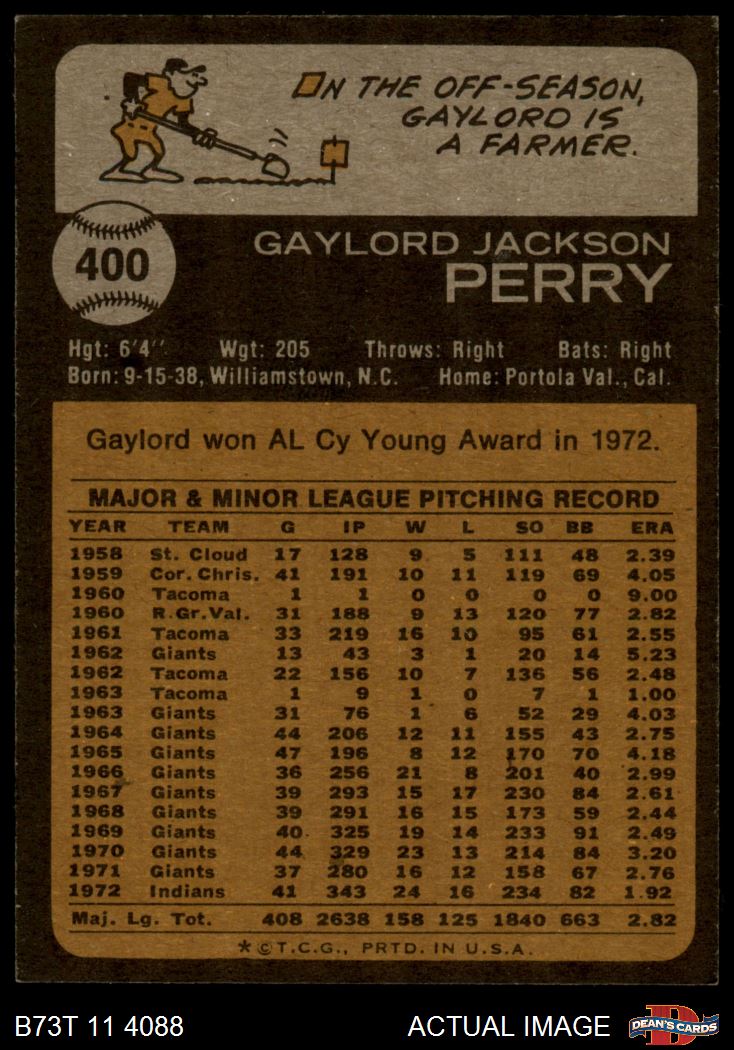 ON THE OFF-SEASON,
GAYLORD IS
A FARMER.
400
GAYLORD JACKSON
PERRY
Hgt: 6'4'' Wgt: 205 Throws: Right Bats: Right
Born: 9-15-38, Williamstown, N.C. Home: Portola Val., Cal.
Gaylord won AL Cy Young Award in 1972.
MAJOR & MINOR LEAGUE PITCHING RECORD
YEAR TEAM G IP W L SO BB ERA
1958 St. Cloud 17 128 9 5 111 48 2.39
1959 Cor. Chris. 41 191 10 11 119 69 4.05
1960 Tacoma 1 1 0 0 0 0 9.00
1960 R.Gr.Val. 31 188 9 13 120 77 2.82
1961 Tacoma 33 219 16 10 95 61 2.55
1962 Giants 13 43 3 1 20 14 5.23
1962 Tacoma 22 156 10 7 136 56 2.48
1963 Tacoma 1 9 1 0 7 1 1.00
1963 Giants 31 76 1 6 52 29 4.03
1964 Giants 44 206 12 11 155 43 2.75
1965 Giants 47 196 8 12 170 70 4.18
1966 Giants 36 256 21 8 201 40 2.99
1967 Giants 39 293 15 17 230 84 2.61
1968 Giants 39 291 16 15 173 59 2.44
1969 Giants 40 325 19 14 233 91 2.49
1970 Giants 44 329 23 13 214 84 3.20
1971 Giants 37 280 16 12 158 67 2.76
1972 Indians 41 343 24 16 234 82 1.92
Maj. Lg. Tot. 408 2638 158 125 1840 663 2.82
*©T.C.G., PRTD. IN U.S.A.
B73T 11 4088 ACTUAL IMAGE DEAN'S CARDS